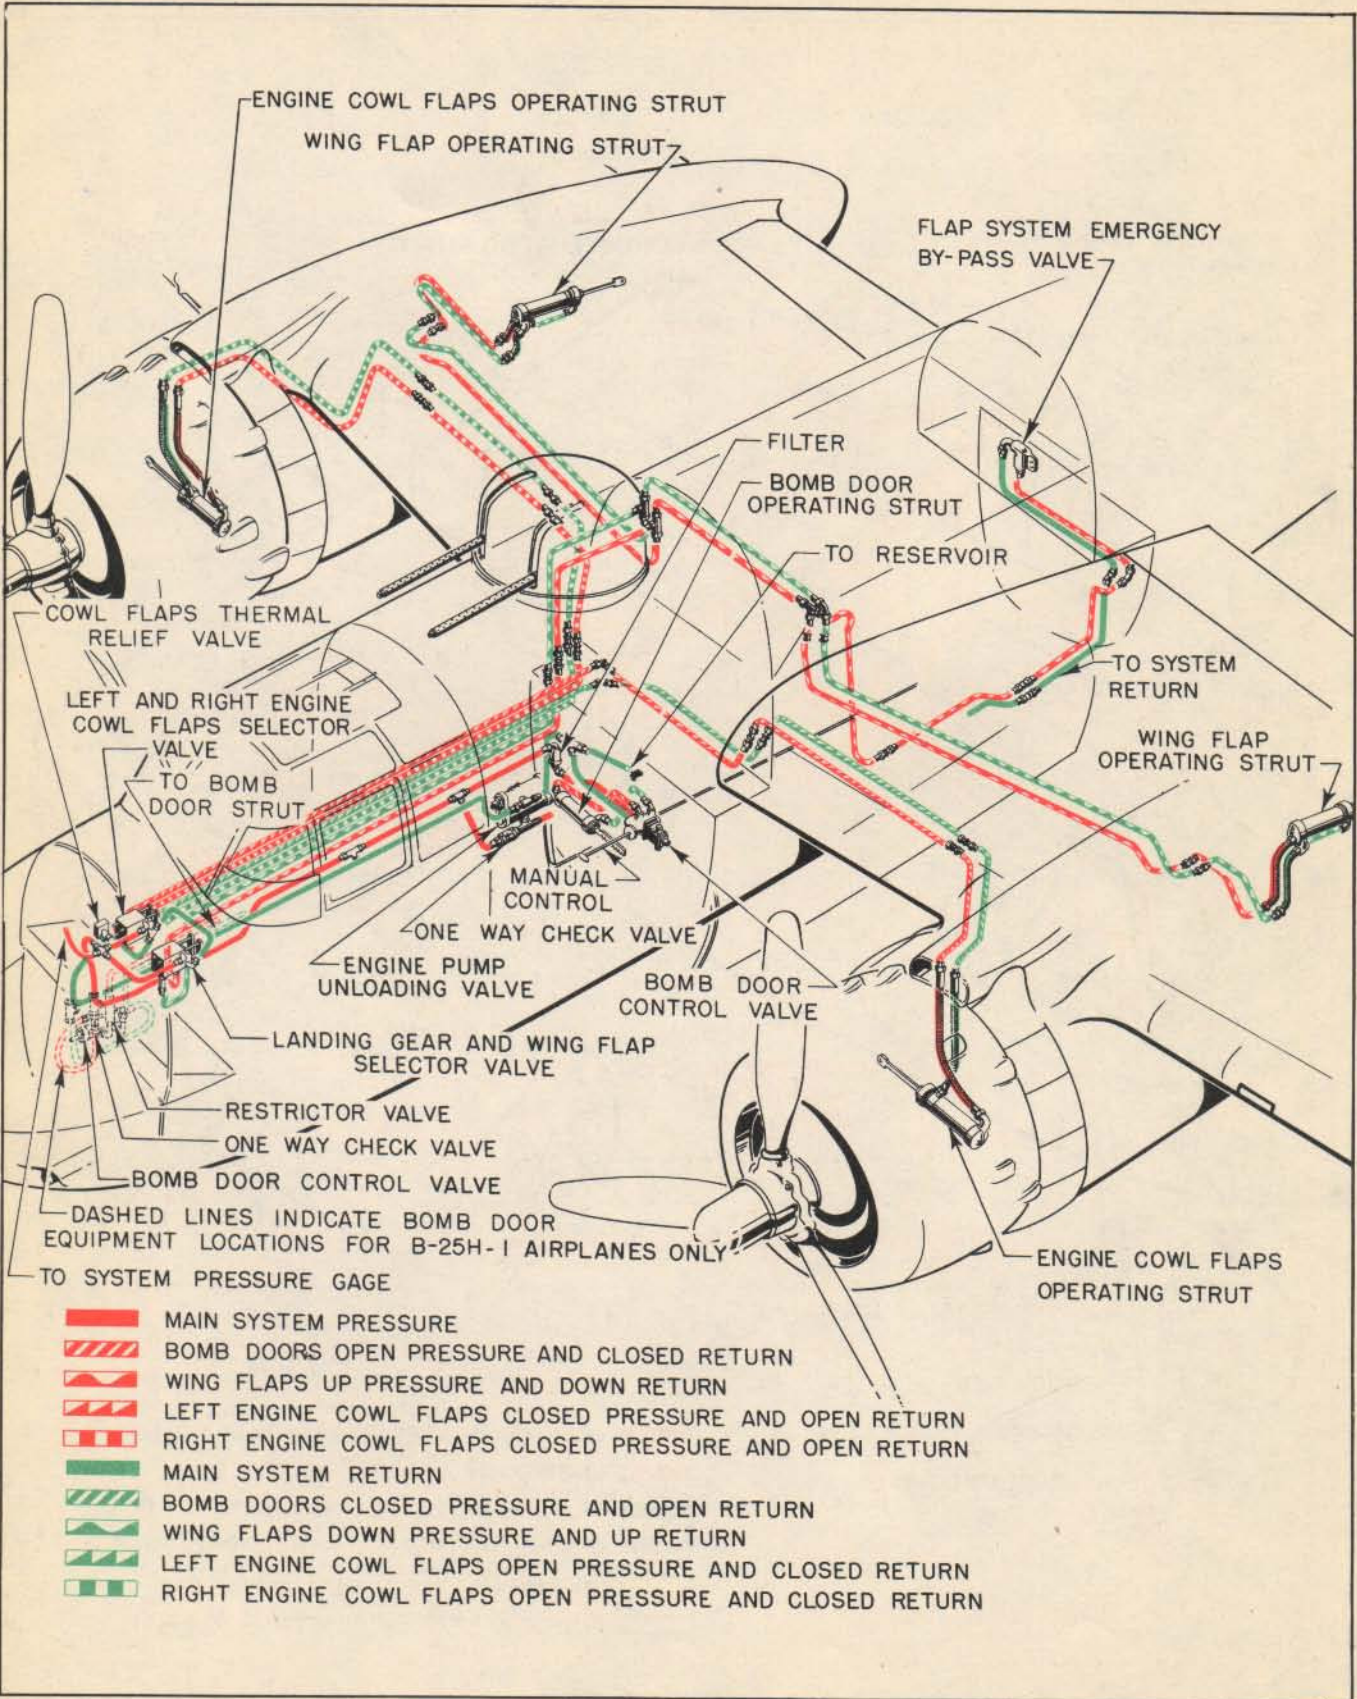 ENGINE COWL FLAPS OPERATING STRUT
WING FLAP OPERATING STRUT
FLAP SYSTEM EMERGENCY
BY-PASS VALVE
FILTER
BOMB DOOR
OPERATING STRUT
TO RESERVOIR
COWL FLAPS THERMAL
RELIEF VALVE
LEFT AND RIGHT ENGINE
COWL FLAPS SELECTOR
VALVE
TO BOMB
DOOR STRUT
TO SYSTEM
RETURN
WING FLAP
OPERATING STRUT
MANUAL
CONTROL
ONE WAY CHECK VALVE
ENGINE PUMP
UNLOADING VALVE
BOMB DOOR
CONTROL VALVE
LANDING GEAR AND WING FLAP
SELECTOR VALVE
RESTRICTOR VALVE
ONE WAY CHECK VALVE
BOMB DOOR CONTROL VALVE
DASHED LINES INDICATE BOMB DOOR
EQUIPMENT LOCATIONS FOR B-25H-1 AIRPLANES ONLY
TO SYSTEM PRESSURE GAGE
ENGINE COWL FLAPS
OPERATING STRUT
MAIN SYSTEM PRESSURE
BOMB DOORS OPEN PRESSURE AND CLOSED RETURN
WING FLAPS UP PRESSURE AND DOWN RETURN
LEFT ENGINE COWL FLAPS CLOSED PRESSURE AND OPEN RETURN
RIGHT ENGINE COWL FLAPS CLOSED PRESSURE AND OPEN RETURN
MAIN SYSTEM RETURN
BOMB DOORS CLOSED PRESSURE AND OPEN RETURN
WING FLAPS DOWN PRESSURE AND UP RETURN
LEFT ENGINE COWL FLAPS OPEN PRESSURE AND CLOSED RETURN
RIGHT ENGINE COWL FLAPS OPEN PRESSURE AND CLOSED RETURN